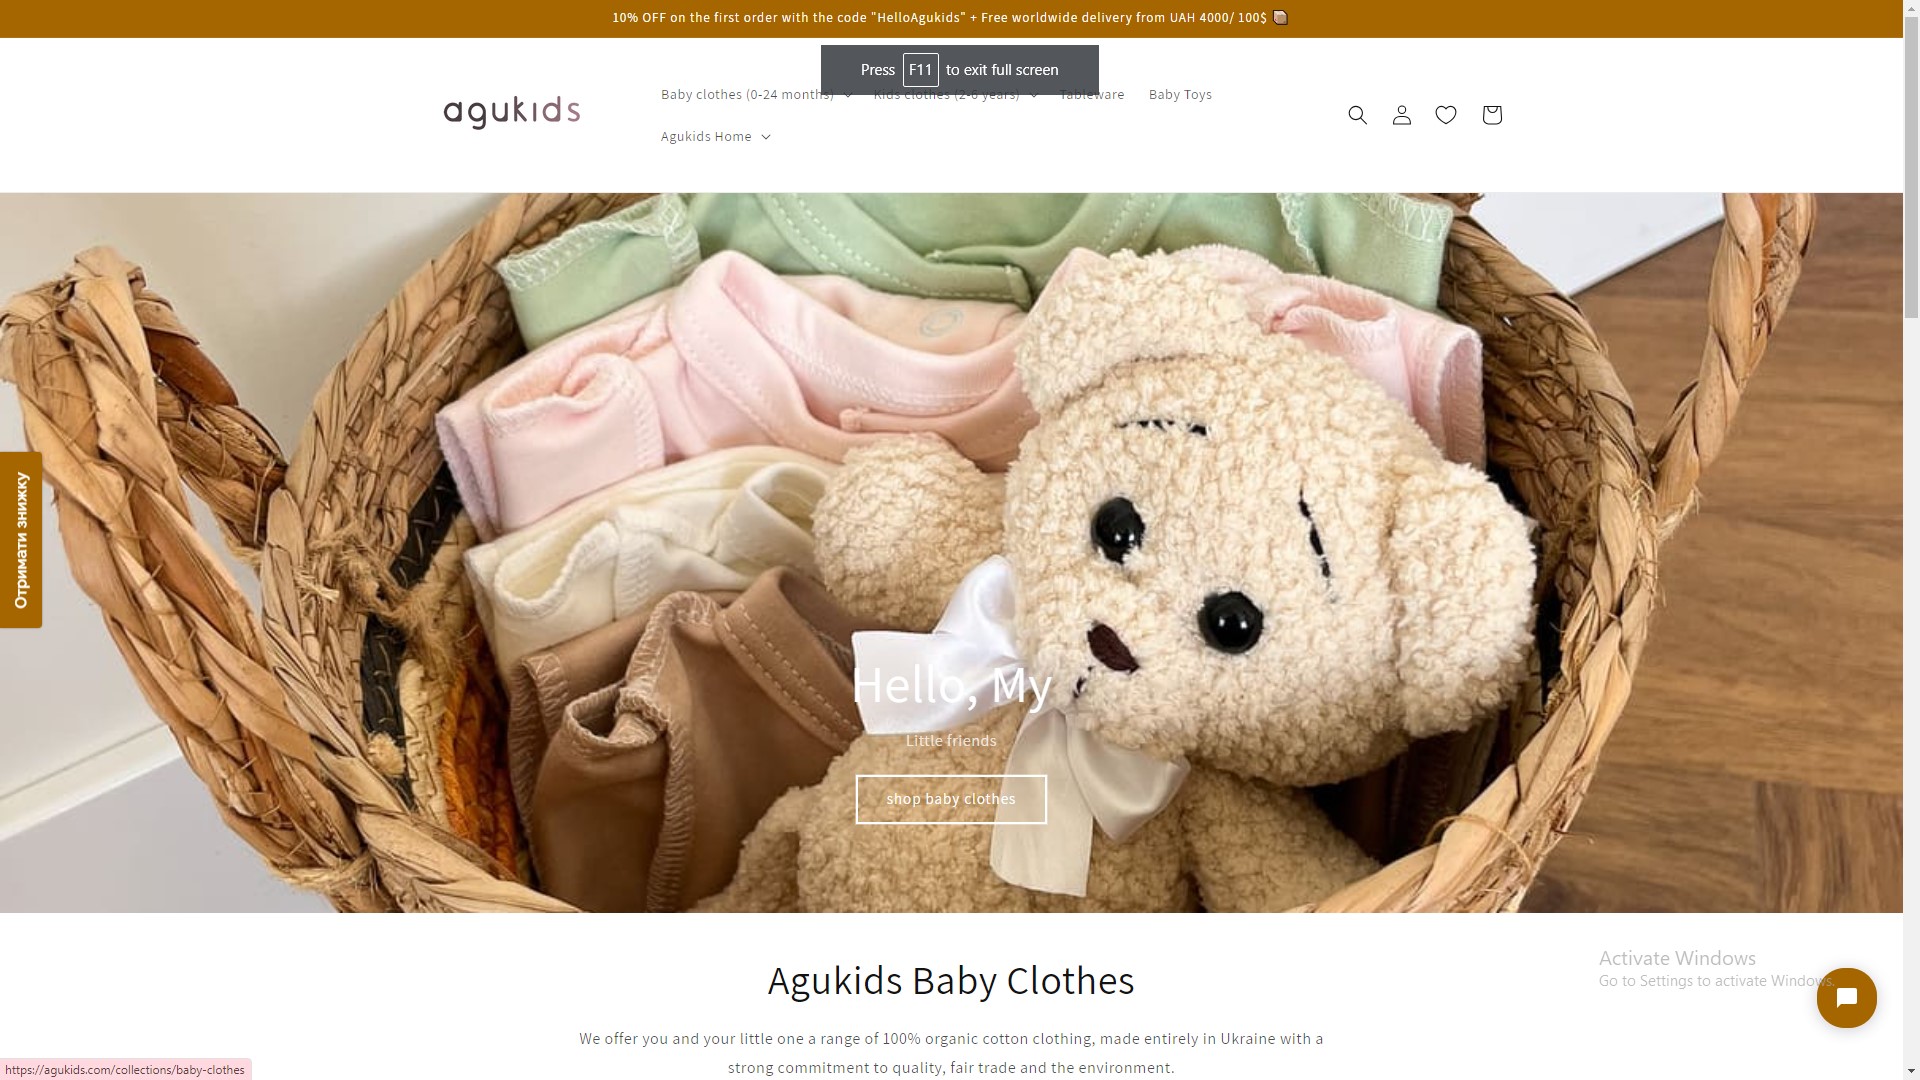 10% OFF on the first order with the code "HelloAgukids" + Free worldwide delivery from UAH 4000/ 100$
Press F11 to exit full screen
agukids
Baby clothes (0-24 months)
Kids clothes (2-6 years)
Tableware
Baby Toys
Agukids Home
Отримати знижку
Hello, My
Little friends
shop baby clothes
Agukids Baby Clothes
We offer you and your little one a range of 100% organic cotton clothing, made entirely in Ukraine with a
strong commitment to quality, fair trade and the environment.
Activate Windows
Go to Settings to activate Windows.
https://agukids.com/collections/baby-clothes